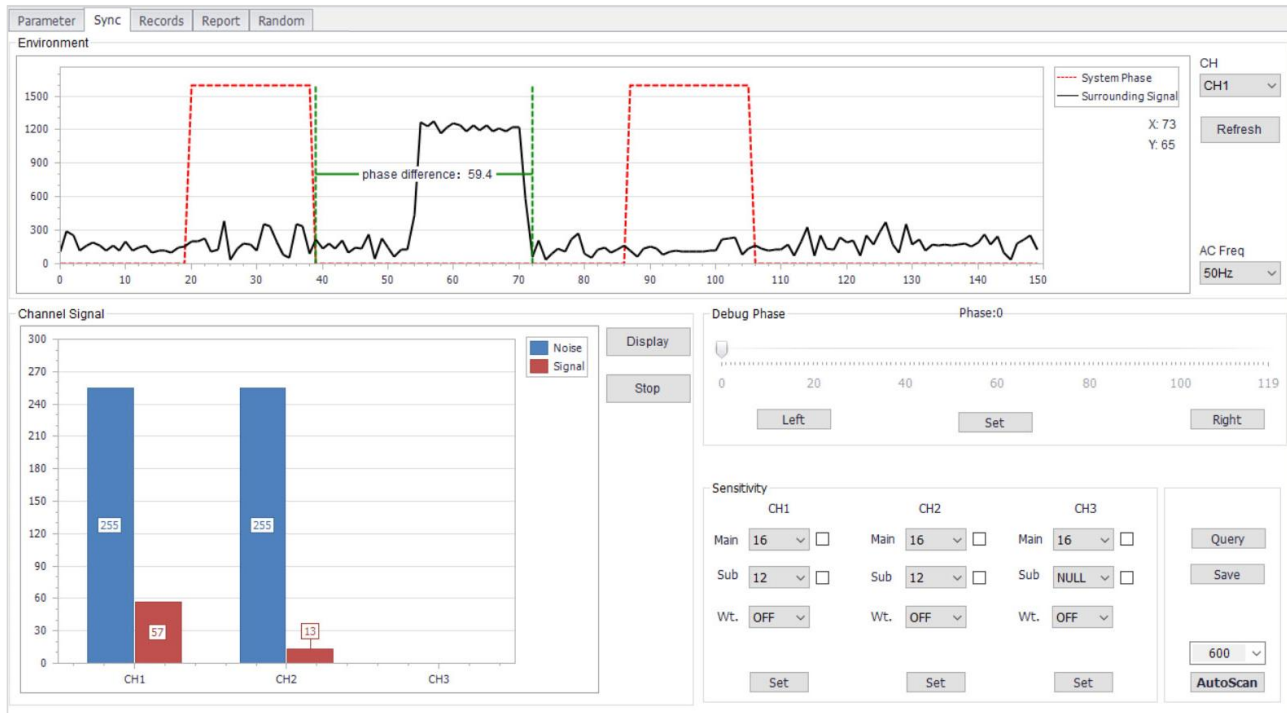 Parameter Sync Records Report Random
Environment
1500
1200
900
600
300
0
0 10 20 30 40 50 60 70 80 90 100 110 120 130 140 150
phase difference: 59.4
System Phase
Surrounding Signal
X: 73
Y: 65
CH
CH1
Refresh
AC Freq
50Hz
Channel Signal
300
270
240
210
180
150
120
90
60
30
0
255 57 255 13
CH1 CH2 CH3
Noise
Signal
Display
Stop
Debug Phase Phase:0
0 20 40 60 80 100 119
Left Set Right
Sensitivity
CH1 CH2 CH3
Main 16 Main 16 Main 16
Sub 12 Sub 12 Sub NULL
Wt. OFF Wt. OFF Wt. OFF
Set Set Set
Query
Save
600
AutoScan